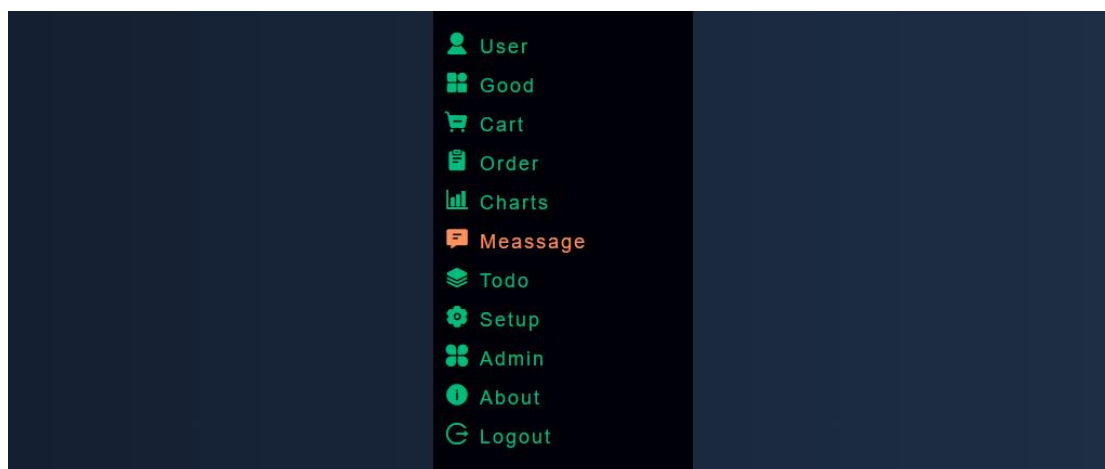 User
Good
Cart
Order
Charts
Meassage
Todo
Setup
Admin
About
Logout